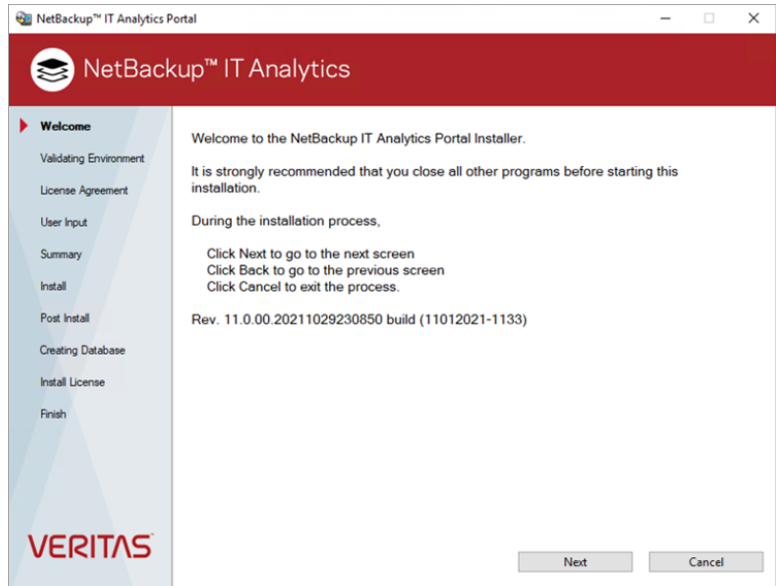 NetBackup™ IT Analytics Portal
NetBackup™ IT Analytics
Welcome
Validating Environment
License Agreement
User Input
Summary
Install
Post Install
Creating Database
Install License
Finish
VERITAS
Welcome to the NetBackup IT Analytics Portal Installer.
It is strongly recommended that you close all other programs before starting this
installation.
During the installation process,
Click Next to go to the next screen
Click Back to go to the previous screen
Click Cancel to exit the process.
Rev. 11.0.00.20211029230850 build (11012021-1133)
Next
Cancel